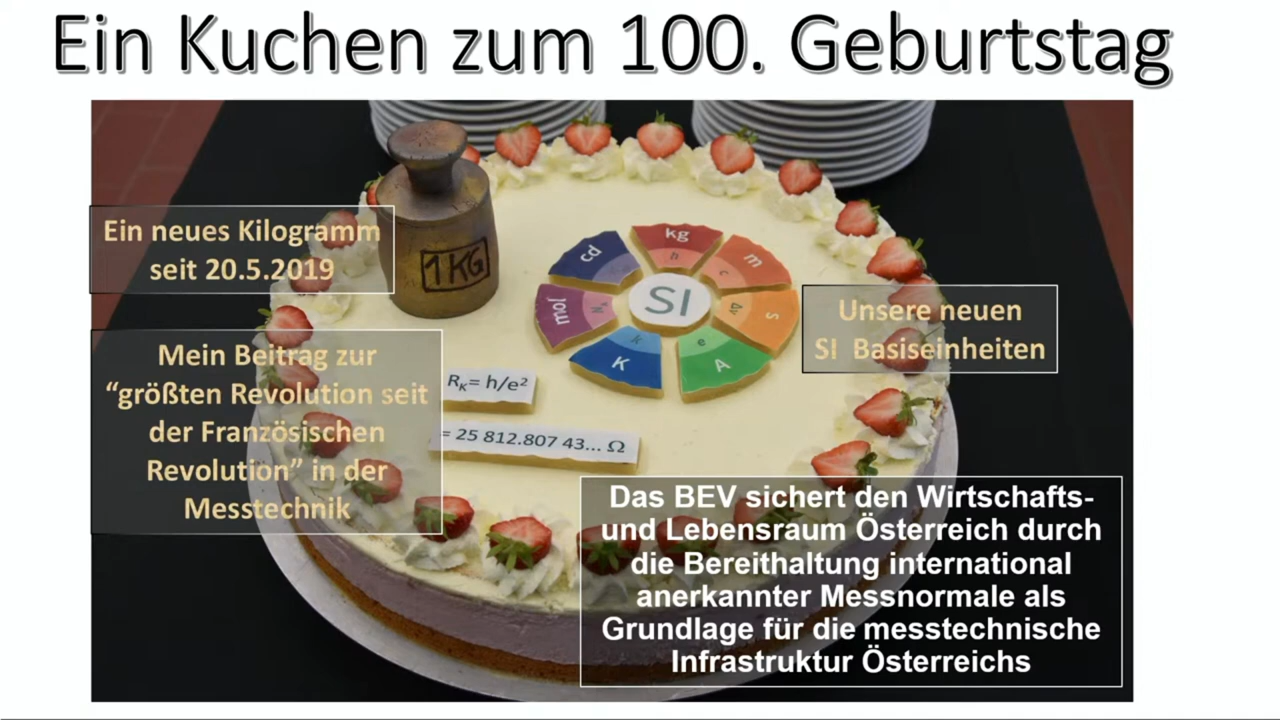 Ein Kuchen zum 100. Geburtstag
Ein neues Kilogramm
seit 20.5.2019
1KG
Mein Beitrag zur
“größten Revolution seit
der Französischen
Revolution” in der
Messtechnik
cd
kg
h
m
c
s
Δν
A
e
K
k
mol
N
SI
R_K = h/e²
= 25 812.807 43... Ω
Unsere neuen
SI Basiseinheiten
Das BEV sichert den Wirtschafts-
und Lebensraum Österreich durch
die Bereithaltung international
anerkannter Messnormale als
Grundlage für die messtechnische
Infrastruktur Österreichs